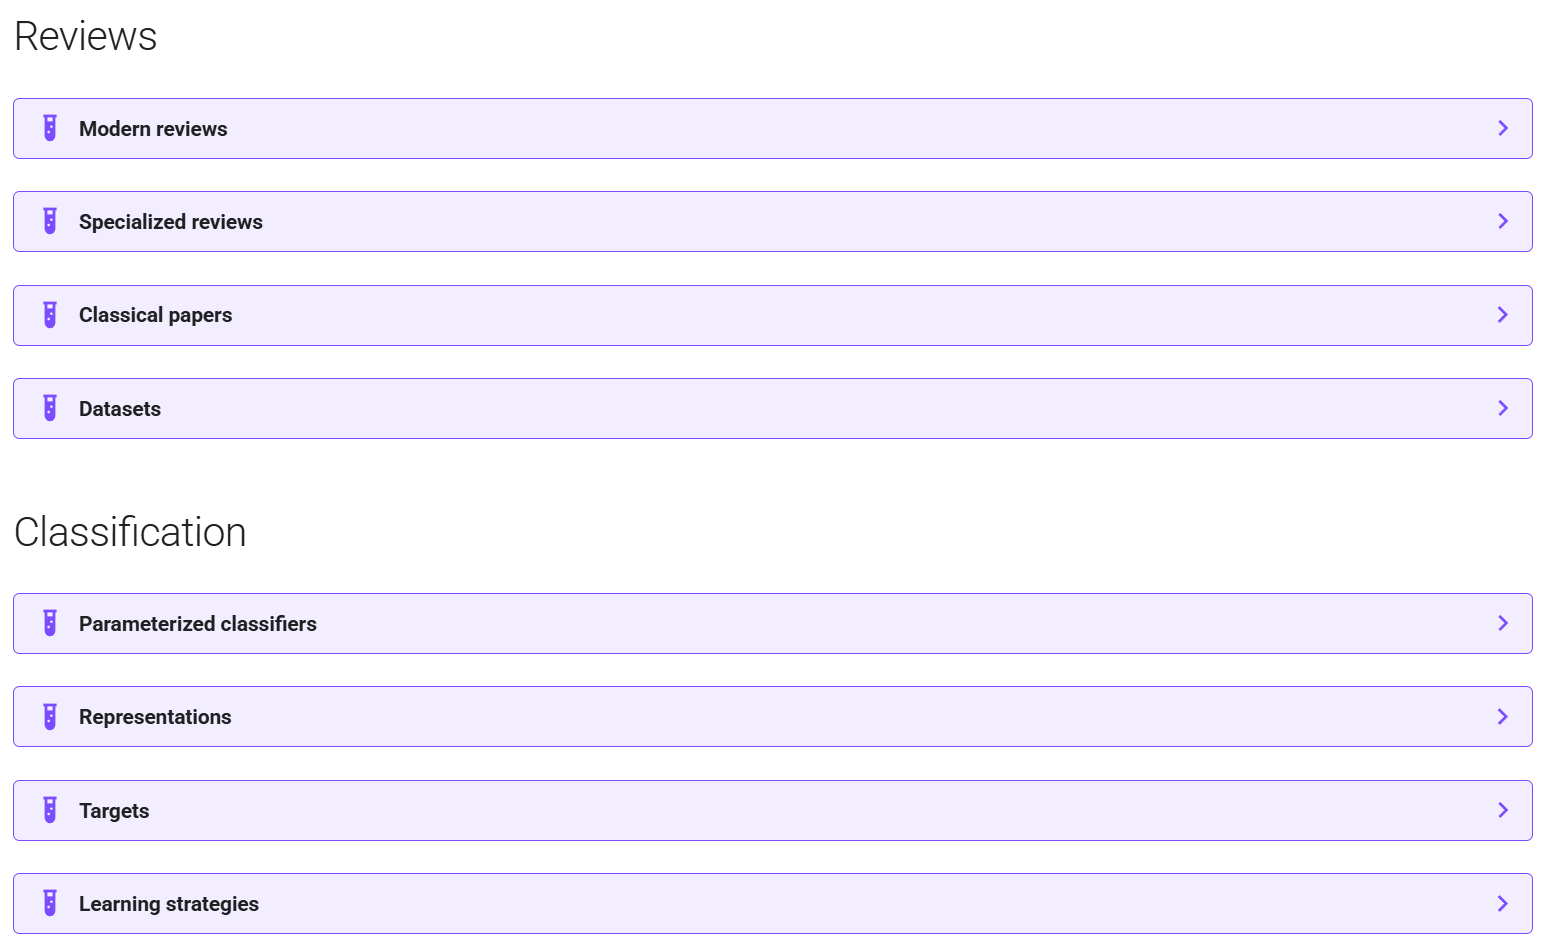 Reviews
Modern reviews
Specialized reviews
Classical papers
Datasets
Classification
Parameterized classifiers
Representations
Targets
Learning strategies